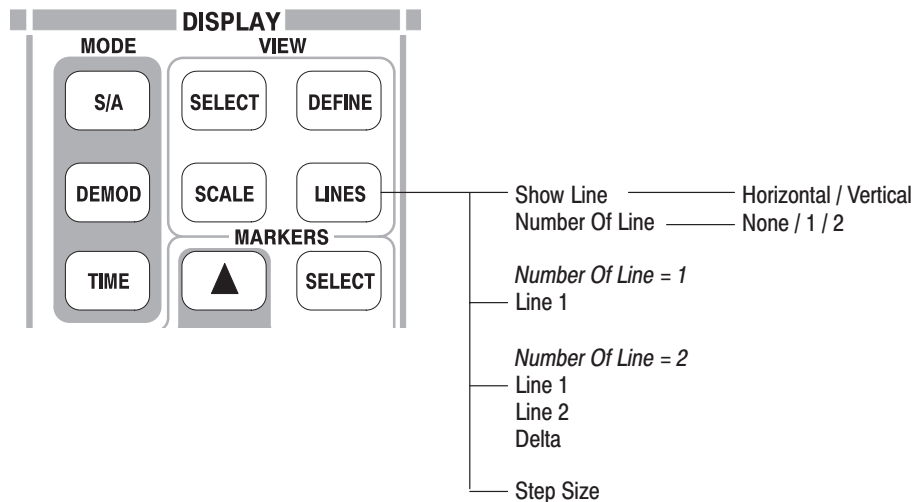 DISPLAY
MODE VIEW
S/A SELECT DEFINE
DEMOD SCALE LINES
MARKERS
TIME SELECT
Show Line Horizontal / Vertical
Number Of Line None / 1 / 2
Number Of Line = 1
Line 1
Number Of Line = 2
Line 1
Line 2
Delta
Step Size